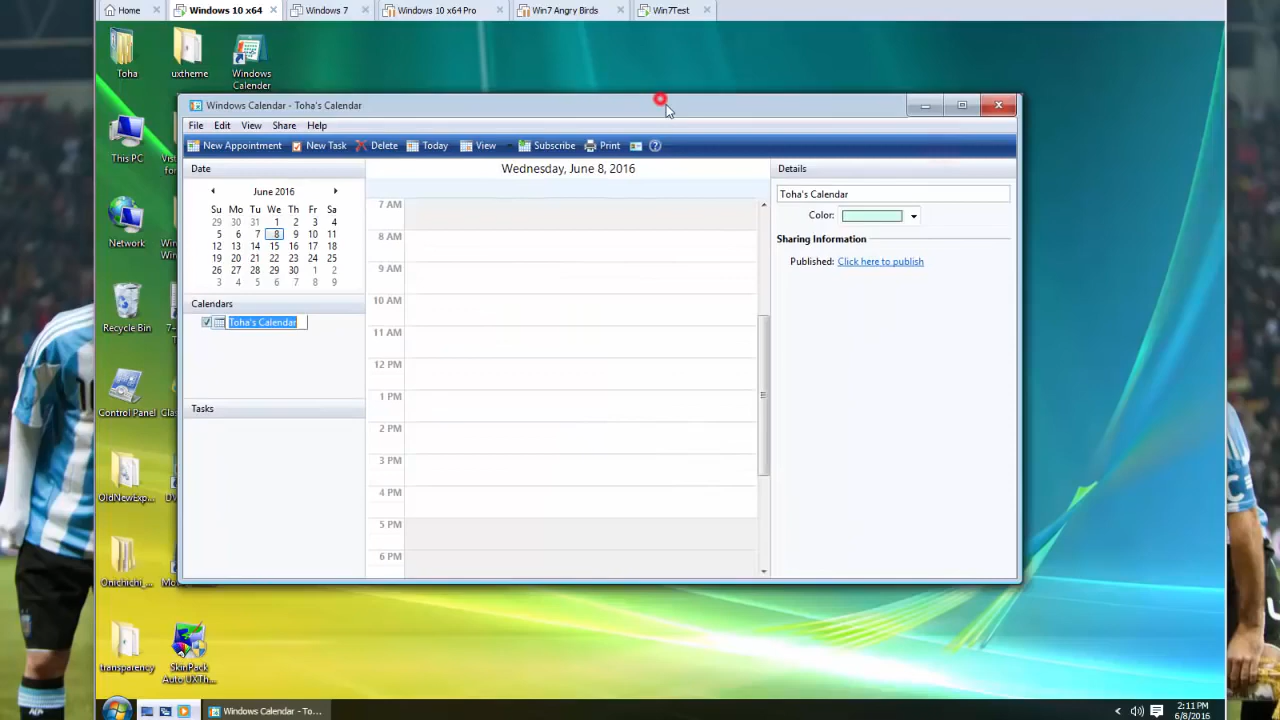 Home
Windows 10 x64
Windows 7
Windows 10 x64 Pro
Win7 Angry Birds
Win7Test
Toha
uxtheme
Windows
Calender
Windows Calendar - Toha's Calendar
File Edit View Share Help
New Appointment New Task Delete Today View Subscribe Print
Date
June 2016
Su Mo Tu We Th Fr Sa
29 30 31 1 2 3 4
5 6 7 8 9 10 11
12 13 14 15 16 17 18
19 20 21 22 23 24 25
26 27 28 29 30 1 2
3 4 5 6 7 8 9
Calendars
Toha's Calendar
Tasks
Wednesday, June 8, 2016
7 AM
8 AM
9 AM
10 AM
11 AM
12 PM
1 PM
2 PM
3 PM
4 PM
5 PM
6 PM
Details
Toha's Calendar
Color:
Sharing Information
Published: Click here to publish
This PC
Network
Recycle Bin
Control Panel
OldNewExp...
Onichichi_...
transparency
SkinPack
Auto UXTh...
Windows Calendar - To...
2:11 PM
6/8/2016